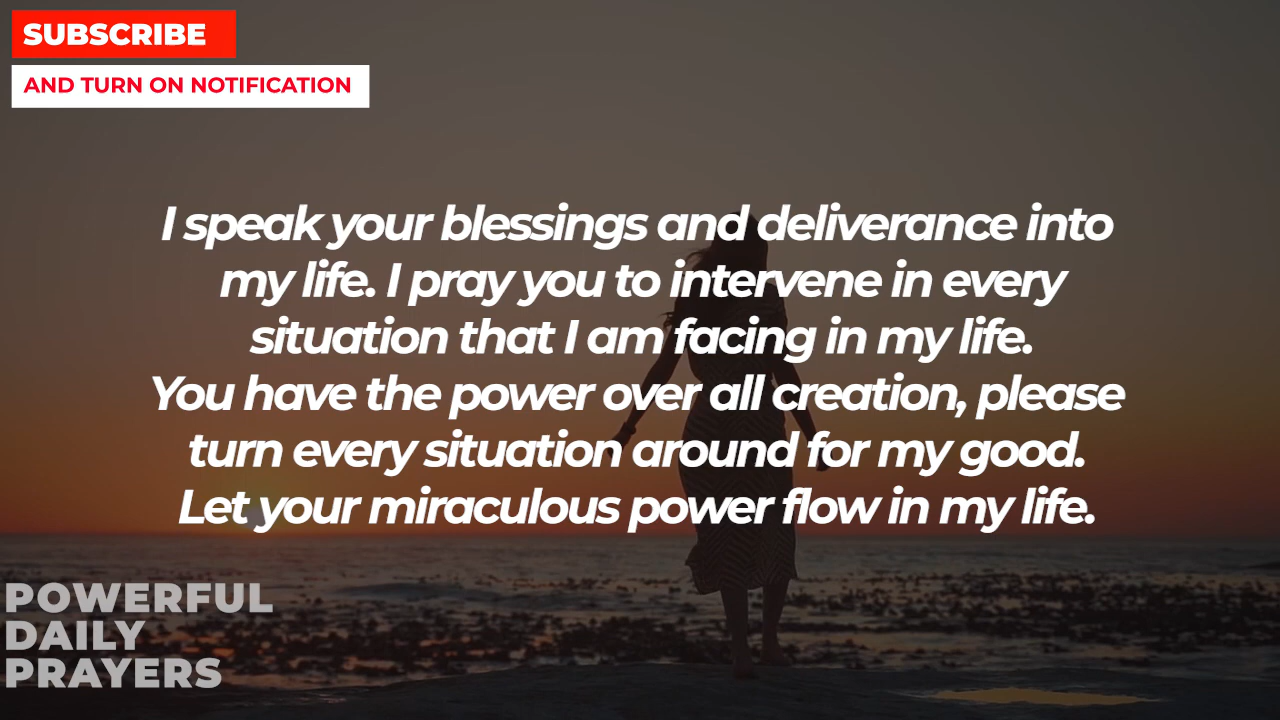 SUBSCRIBE
AND TURN ON NOTIFICATION
I speak your blessings and deliverance into
my life. I pray you to intervene in every
situation that I am facing in my life.
You have the power over all creation, please
turn every situation around for my good.
Let your miraculous power flow in my life.
POWERFUL
DAILY
PRAYERS